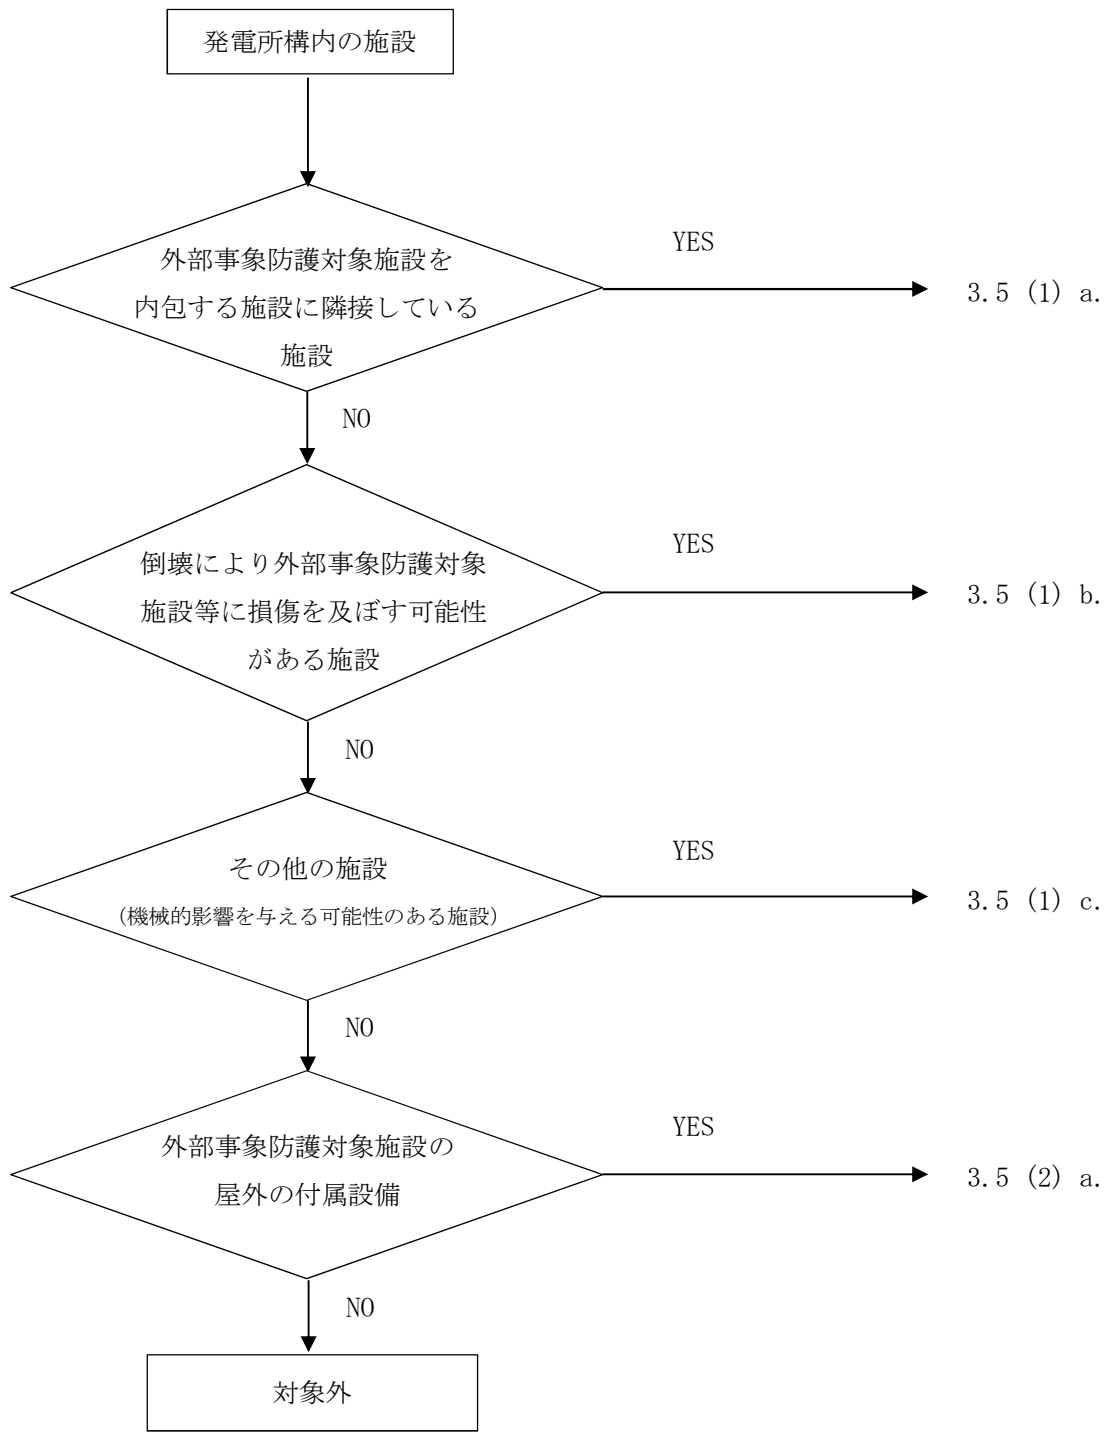 発電所構内の施設
外部事象防護対象施設を
内包する施設に隣接している
施設
YES
3.5 (1) a.
NO
倒壊により外部事象防護対象
施設等に損傷を及ぼす可能性
がある施設
YES
3.5 (1) b.
NO
その他の施設
(機械的影響を与える可能性のある施設)
YES
3.5 (1) c.
NO
外部事象防護対象施設の
屋外の付属設備
YES
3.5 (2) a.
NO
対象外